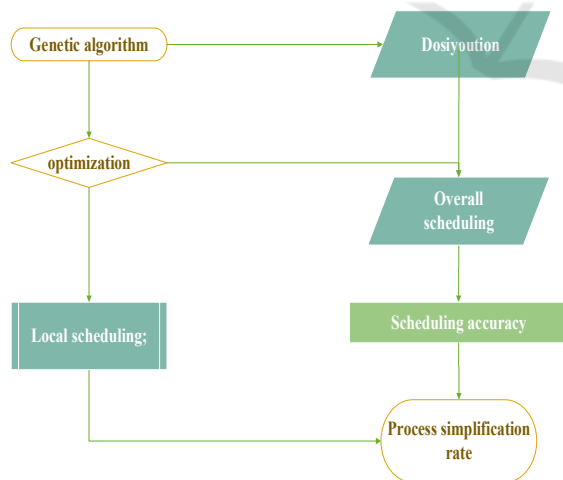 Genetic algorithm
Dosiyoution
optimization
Overall
scheduling
Local scheduling;
Scheduling accuracy
Process simplification
rate